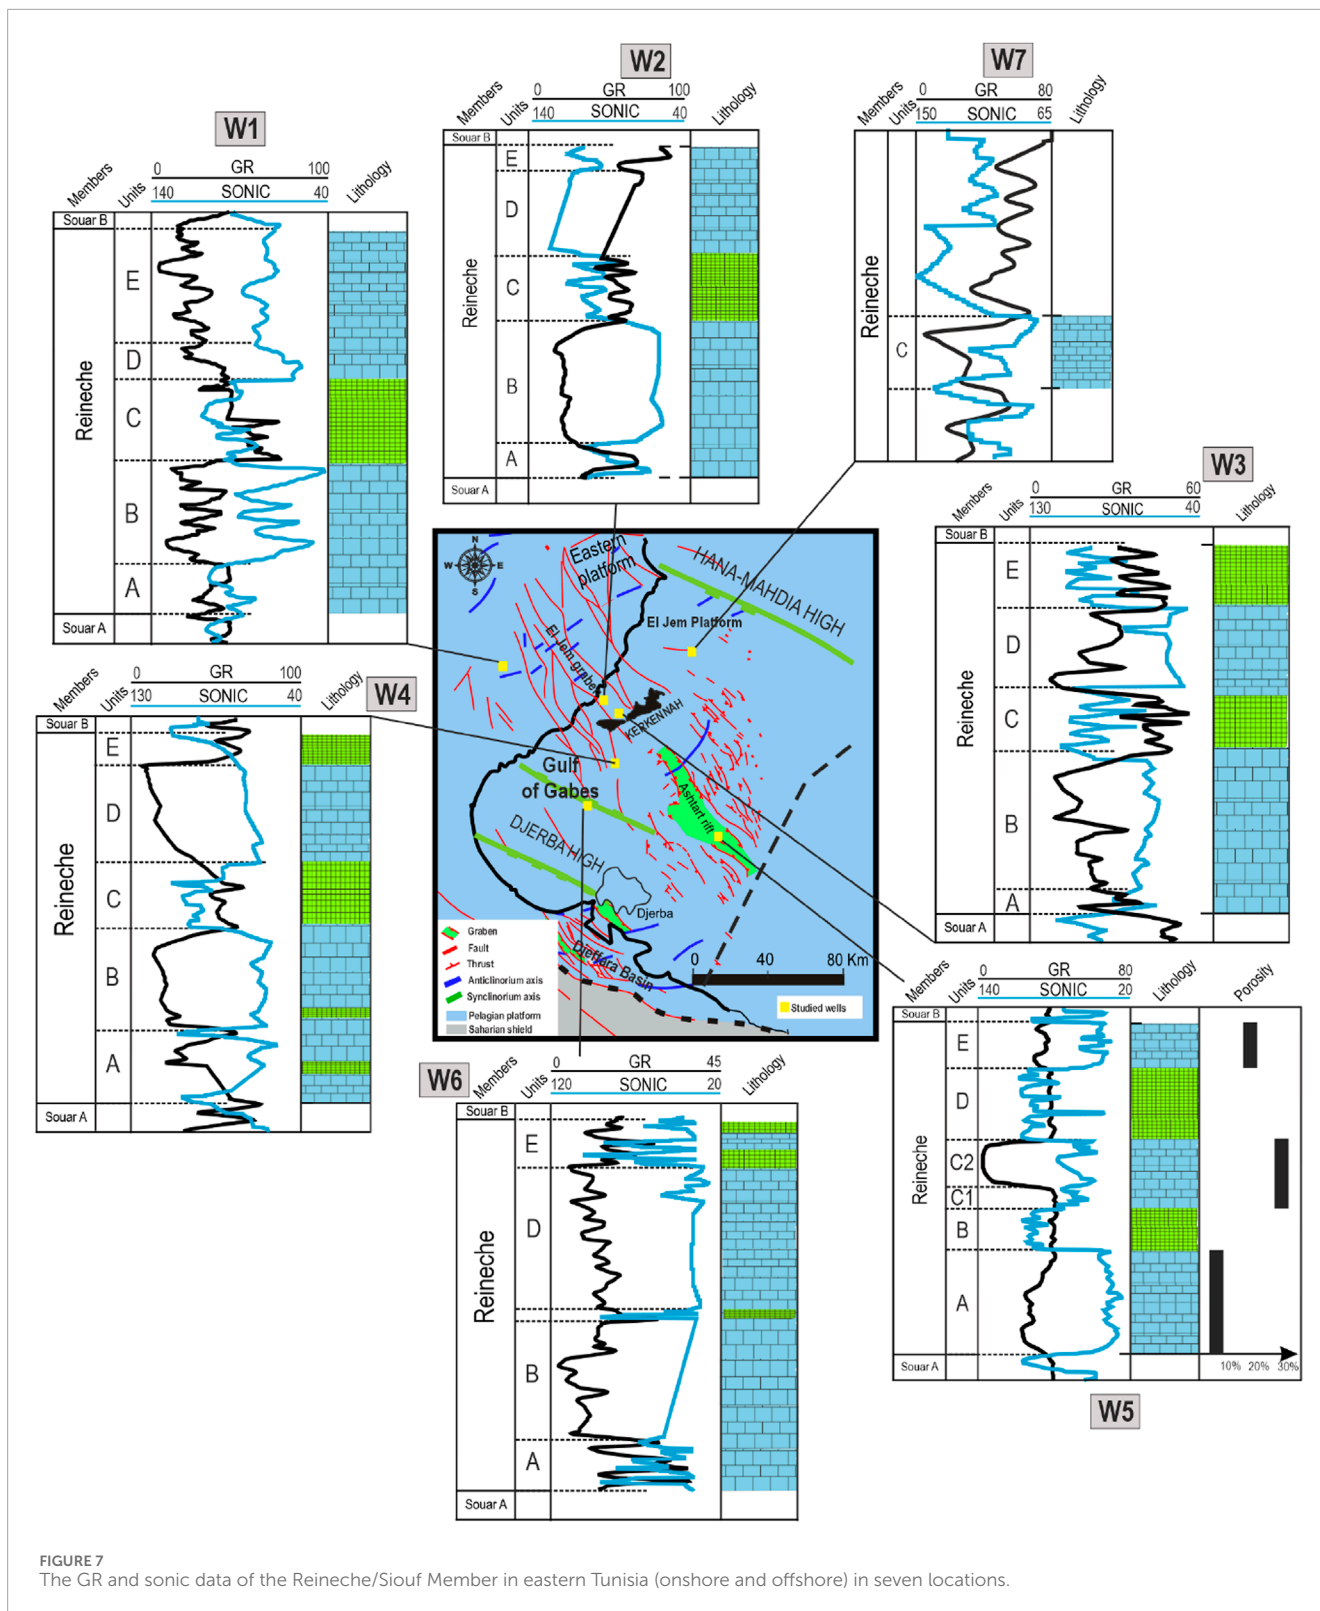 W1
Members
Units
0 GR 100
140 SONIC 40
Lithology
Souar B
Reineche
E
D
C
B
A
Souar A
W2
Members
Units
0 GR 100
140 SONIC 40
Lithology
Souar B
Reineche
E
D
C
B
A
Souar A
W7
Members
Units
0 GR 80
150 SONIC 65
Lithology
Reineche
C
W3
Members
Units
0 GR 60
130 SONIC 40
Lithology
Souar B
Reineche
E
D
C
B
A
Souar A
W4
Members
Units
0 GR 100
130 SONIC 40
Lithology
Souar B
Reineche
E
D
C
B
A
Souar A
N
W E
S
Eastern
platform
HANA-MAHDIA HIGH
El Jem Platform
El Jem graben
KERKENNAH
Gulf
of Gabes
Ashtart rift
DJERBA HIGH
Djerba
Djeffara Basin
Graben
Fault
Thrust
Anticlinorium axis
Synclinorium axis
Pelagian platform
Saharian shield
0 40 80 Km
Studied wells
W6
Members
Units
0 GR 45
120 SONIC 20
Lithology
Souar B
Reineche
E
D
B
A
Souar A
Members
Units
0 GR 80
140 SONIC 20
Lithology
Porosity
Souar B
Reineche
E
D
C2
C1
B
A
Souar A
10% 20% 30%
W5
FIGURE 7
The GR and sonic data of the Reineche/Siouf Member in eastern Tunisia (onshore and offshore) in seven locations.